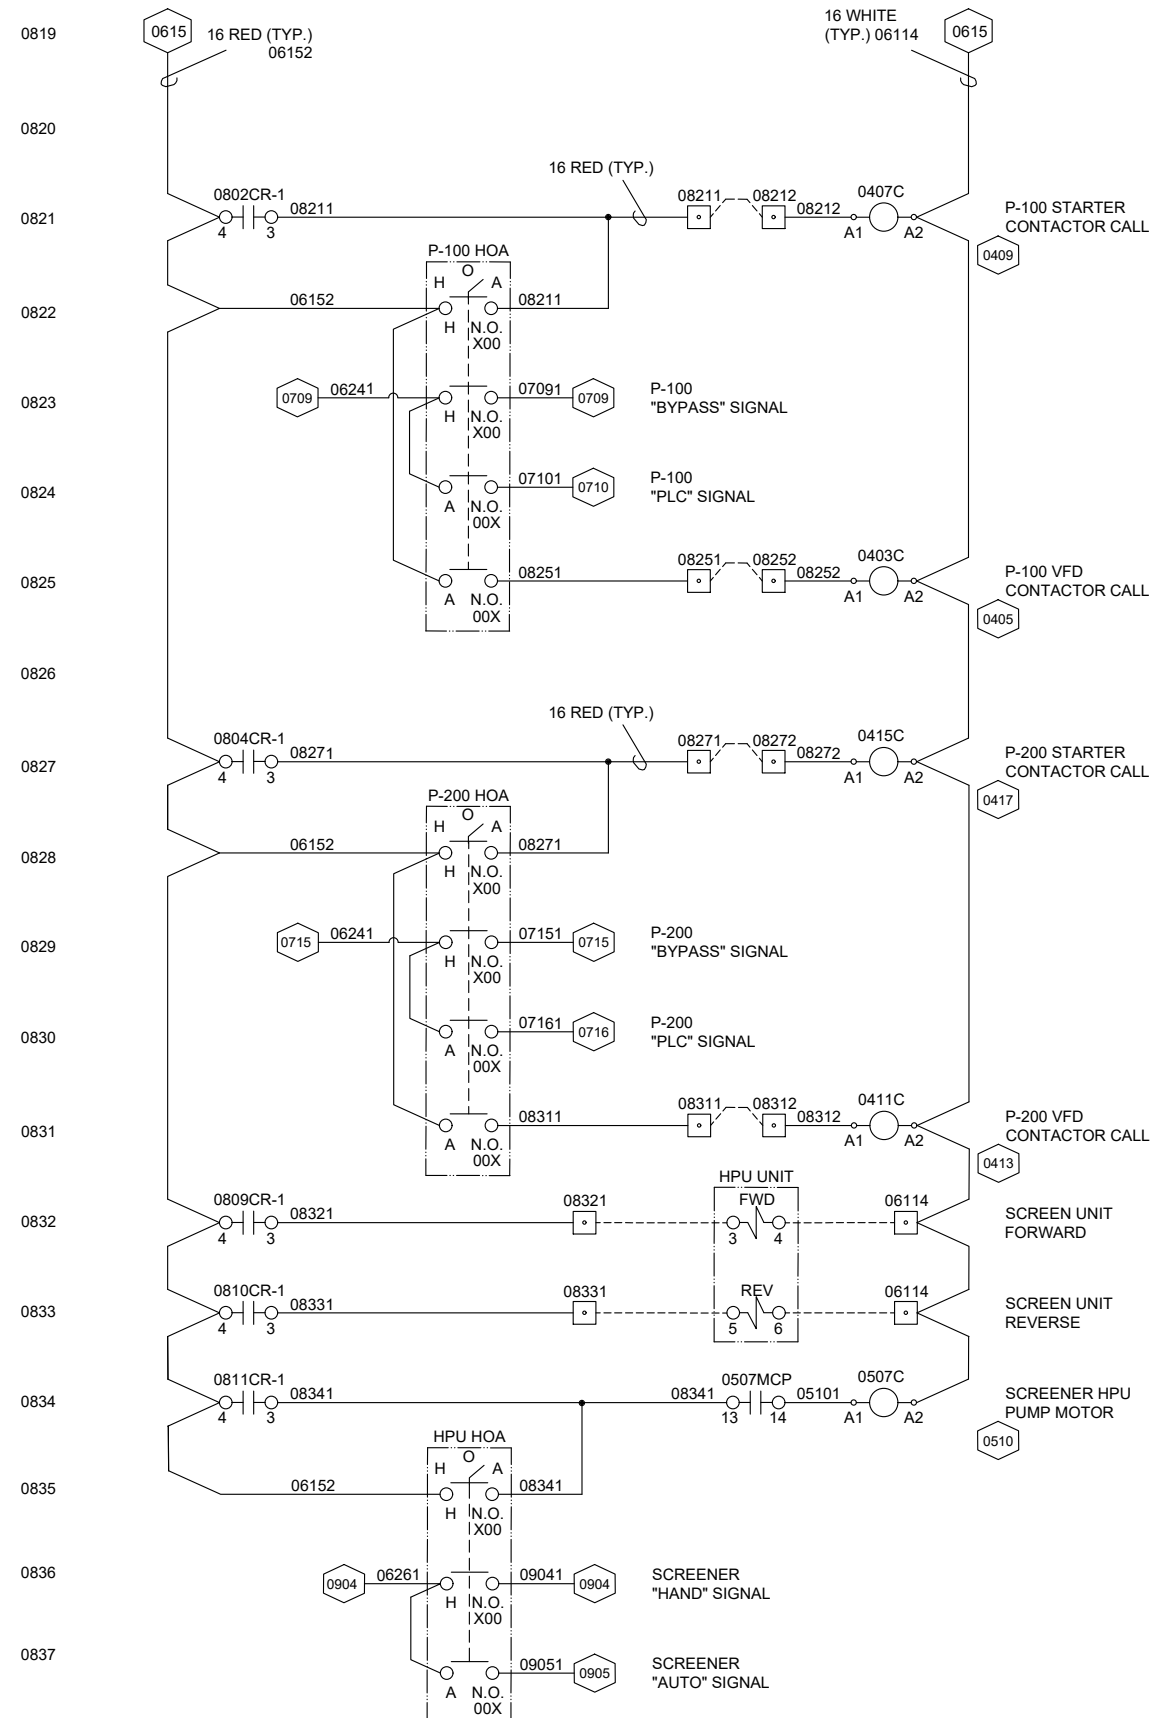 0819
0615
16 RED (TYP.)
06152
16 WHITE
(TYP.) 06114
0615
0820
16 RED (TYP.)
0821
0802CR-1
4
3
08211
08211
08212
08212
0407C
A1
A2
P-100 STARTER
CONTACTOR CALL
0409
P-100 HOA
H
O
A
0822
06152
H
N.O.
X00
08211
0823
0709
06241
H
N.O.
X00
07091
0709
P-100
"BYPASS" SIGNAL
0824
A
N.O.
00X
07101
0710
P-100
"PLC" SIGNAL
0825
A
N.O.
00X
08251
08251
08252
08252
0403C
A1
A2
P-100 VFD
CONTACTOR CALL
0405
0826
16 RED (TYP.)
0827
0804CR-1
4
3
08271
08271
08272
08272
0415C
A1
A2
P-200 STARTER
CONTACTOR CALL
0417
P-200 HOA
H
O
A
0828
06152
H
N.O.
X00
08271
0829
0715
06241
H
N.O.
X00
07151
0715
P-200
"BYPASS" SIGNAL
0830
A
N.O.
00X
07161
0716
P-200
"PLC" SIGNAL
0831
A
N.O.
00X
08311
08311
08312
08312
0411C
A1
A2
P-200 VFD
CONTACTOR CALL
0413
HPU UNIT
0832
0809CR-1
4
3
08321
08321
FWD
3
4
06114
SCREEN UNIT
FORWARD
0833
0810CR-1
4
3
08331
08331
REV
5
6
06114
SCREEN UNIT
REVERSE
0834
0811CR-1
4
3
08341
08341
0507MCP
13
14
05101
0507C
A1
A2
SCREENER HPU
PUMP MOTOR
0510
HPU HOA
H
O
A
0835
06152
H
N.O.
X00
08341
0836
0904
06261
H
N.O.
X00
09041
0904
SCREENER
"HAND" SIGNAL
0837
A
N.O.
00X
09051
0905
SCREENER
"AUTO" SIGNAL